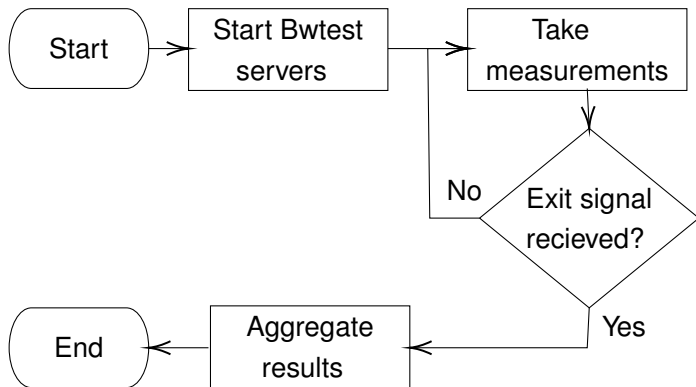 Start
Start Bwtest
servers
Take
measurements
No
Exit signal
recieved?
Yes
Aggregate
results
End